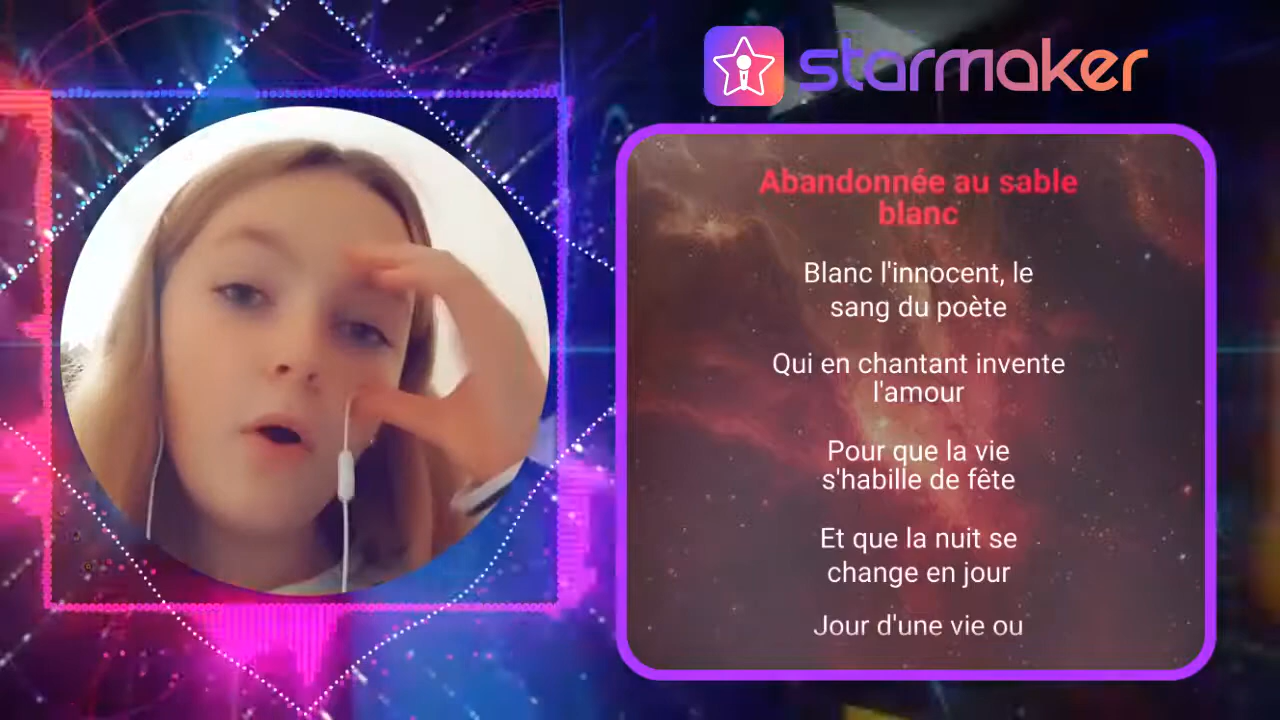 starmaker
Abandonnée au sable
blanc
Blanc l'innocent, le
sang du poète
Qui en chantant invente
l'amour
Pour que la vie
s'habille de fête
Et que la nuit se
change en jour
Jour d'une vie ou